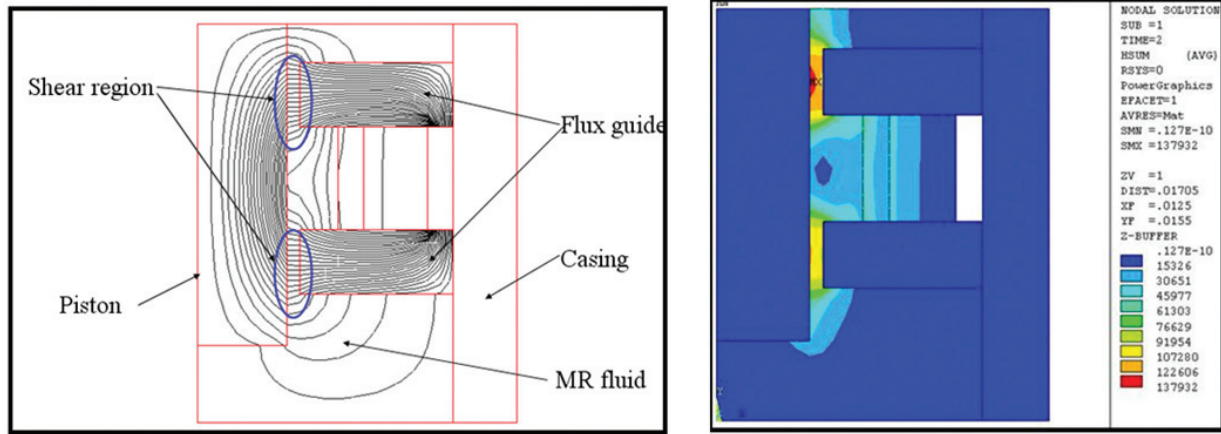 Shear region
Flux guide
Casing
Piston
MR fluid
NODAL SOLUTION
SUB =1
TIME=2
HSUM (AVG)
RSYS=0
PowerGraphics
EFACET=1
AVRES=Mat
SMN =.127E-10
SMX =137932
ZV =1
DIST=.01705
XF =.0125
YF =.0155
Z-BUFFER
.127E-10
15326
30651
45977
61303
76629
91954
107280
122606
137932